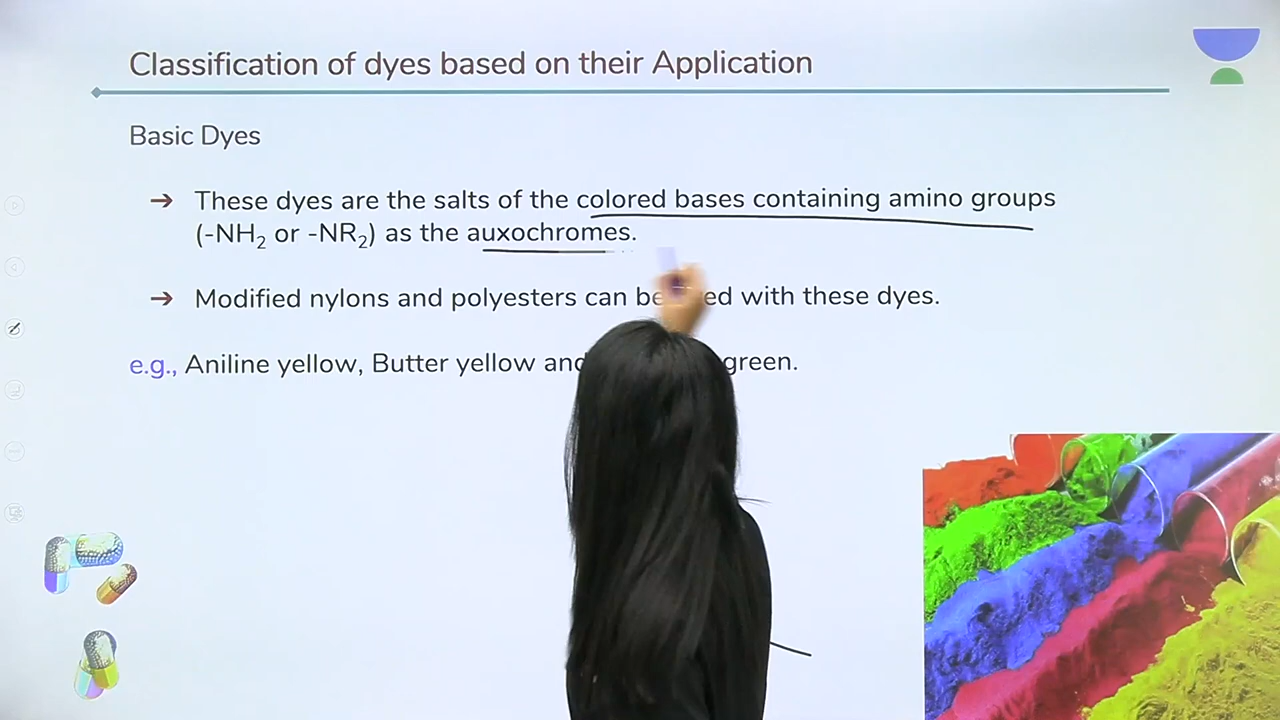 Classification of dyes based on their Application
Basic Dyes
→ These dyes are the salts of the colored bases containing amino groups
(-NH₂ or -NR₂) as the auxochromes.
→ Modified nylons and polyesters can be with these dyes.
e.g., Aniline yellow, Butter yellow and green.